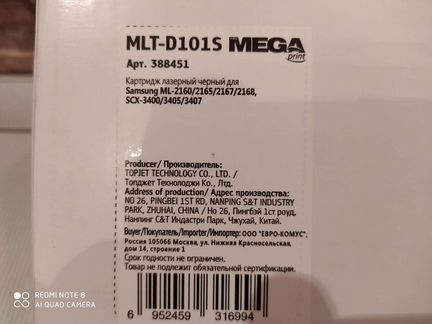 MLT-D101S MEGA print
Арт. 388451
Картридж лазерный черный для
Samsung ML-2160/2165/2167/2168,
SCX-3400/3405/3407
Producer/ Производитель:
TOPJET TECHNOLOGY CO., LTD. /
Топджет Текнолоджи Ко., Лтд.
Address of production/ Адрес производства:
NO 26, PINGBEI 1ST RD, NANPING S&T INDUSTRY
PARK, ZHUHAI, CHINA / Но 26, Пингбэй 1ст роуд,
Нанпинг С&Т Индастри Парк, Чжухай, Китай.
Buyer/Покупатель/Importer/Импортер: ООО "ЕВРО-КОМУС".
Россия 105066 Москва, ул. Нижняя Красносельская,
дом 14, строение 1
Срок годности не ограничен.
Товар не подлежит обязательной сертификации.
6 952459 316994
REDMI NOTE 8
AI QUAD CAMERA